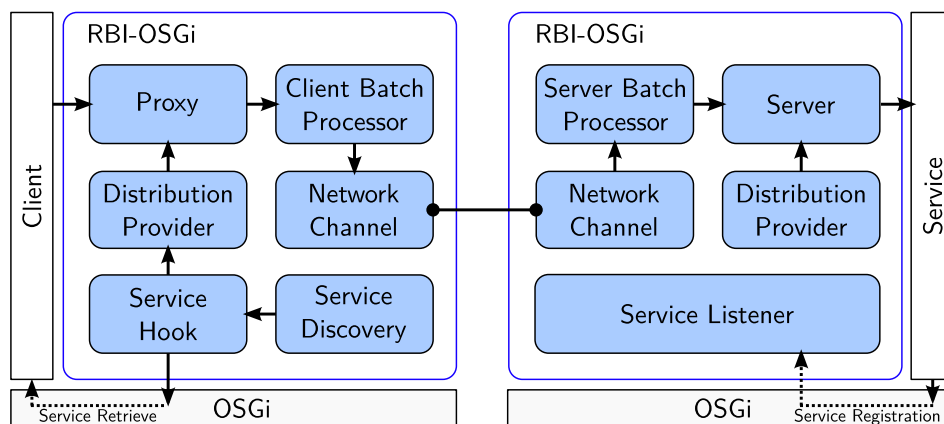 Client
RBI-OSGi
Proxy
Client Batch
Processor
Distribution
Provider
Network
Channel
Service
Hook
Service
Discovery
OSGi
Service Retrieve
RBI-OSGi
Server Batch
Processor
Server
Network
Channel
Distribution
Provider
Service Listener
Service
OSGi
Service Registration